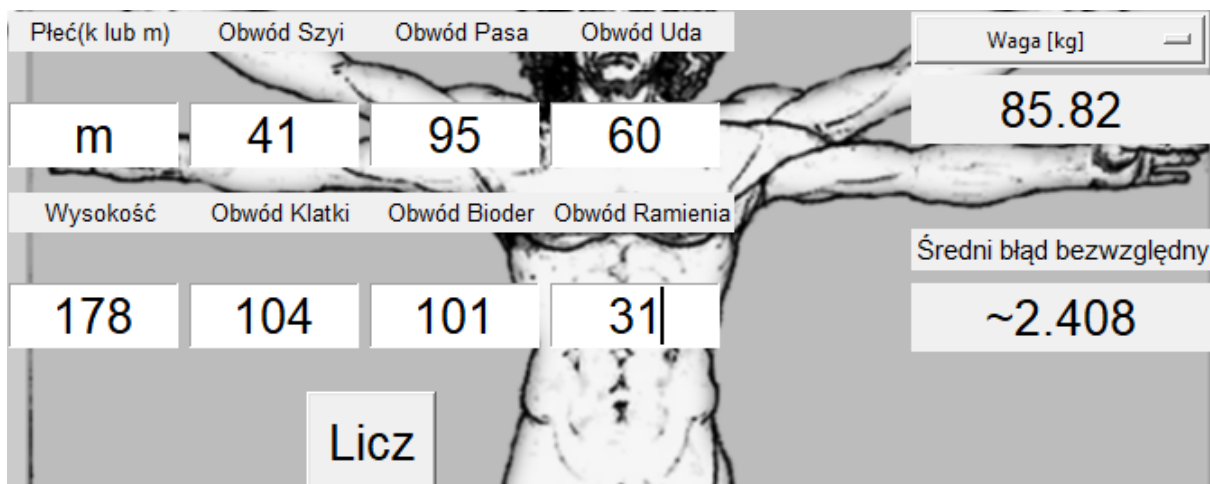 Płeć(k lub m) Obwód Szyi Obwód Pasa Obwód Uda Waga [kg]
m 41 95 60 85.82
Wysokość Obwód Klatki Obwód Bioder Obwód Ramienia
Średni błąd bezwzględny
178 104 101 31 ~2.408
Licz